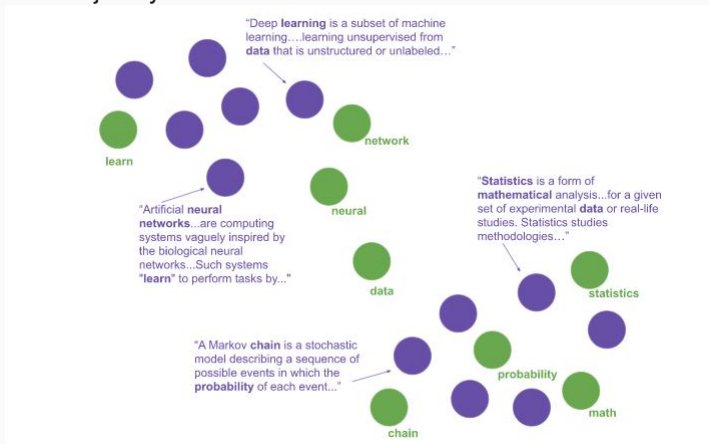 "Deep learning is a subset of machine
learning....learning unsupervised from
data that is unstructured or unlabeled..."
network
learn
"Artificial neural
networks...are computing
systems vaguely inspired by
the biological neural
networks...Such systems
"learn" to perform tasks by..."
neural
"Statistics is a form of
mathematical analysis...for a given
set of experimental data or real-life
studies. Statistics studies
methodologies..."
data
statistics
"A Markov chain is a stochastic
model describing a sequence of
possible events in which the
probability of each event..."
probability
math
chain